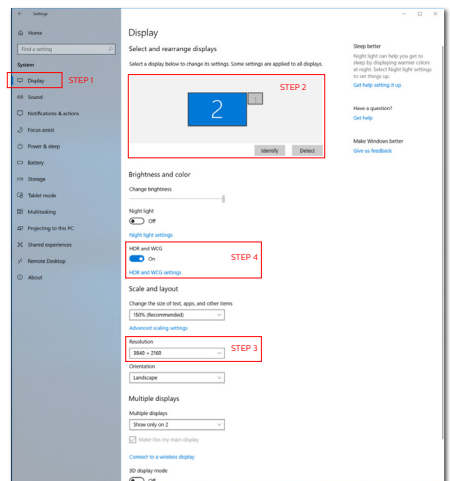 Settings
Home
Find a setting
System
Display
STEP 1
Sound
Notifications & actions
Focus assist
Power & sleep
Battery
Storage
Tablet mode
Multitasking
Projecting to this PC
Shared experiences
Remote Desktop
About
Display
Select and rearrange displays
Select a display below to change its settings. Some settings are applied to all displays.
STEP 2
2
1
Identify
Detect
Brightness and color
Change brightness
Night light
Off
Night light settings
HDR and WCG
On
STEP 4
HDR and WCG settings
Scale and layout
Change the size of text, apps, and other items
150% (Recommended)
Advanced scaling settings
Resolution
3840 × 2160
STEP 3
Orientation
Landscape
Multiple displays
Multiple displays
Show only on 2
Make this my main display
Connect to a wireless display
3D display mode
Off
Sleep better
Night light can help you get to
sleep by displaying warmer colors
at night. Select Night light settings
to set things up.
Get help setting it up
Have a question?
Get help
Make Windows better
Give us feedback